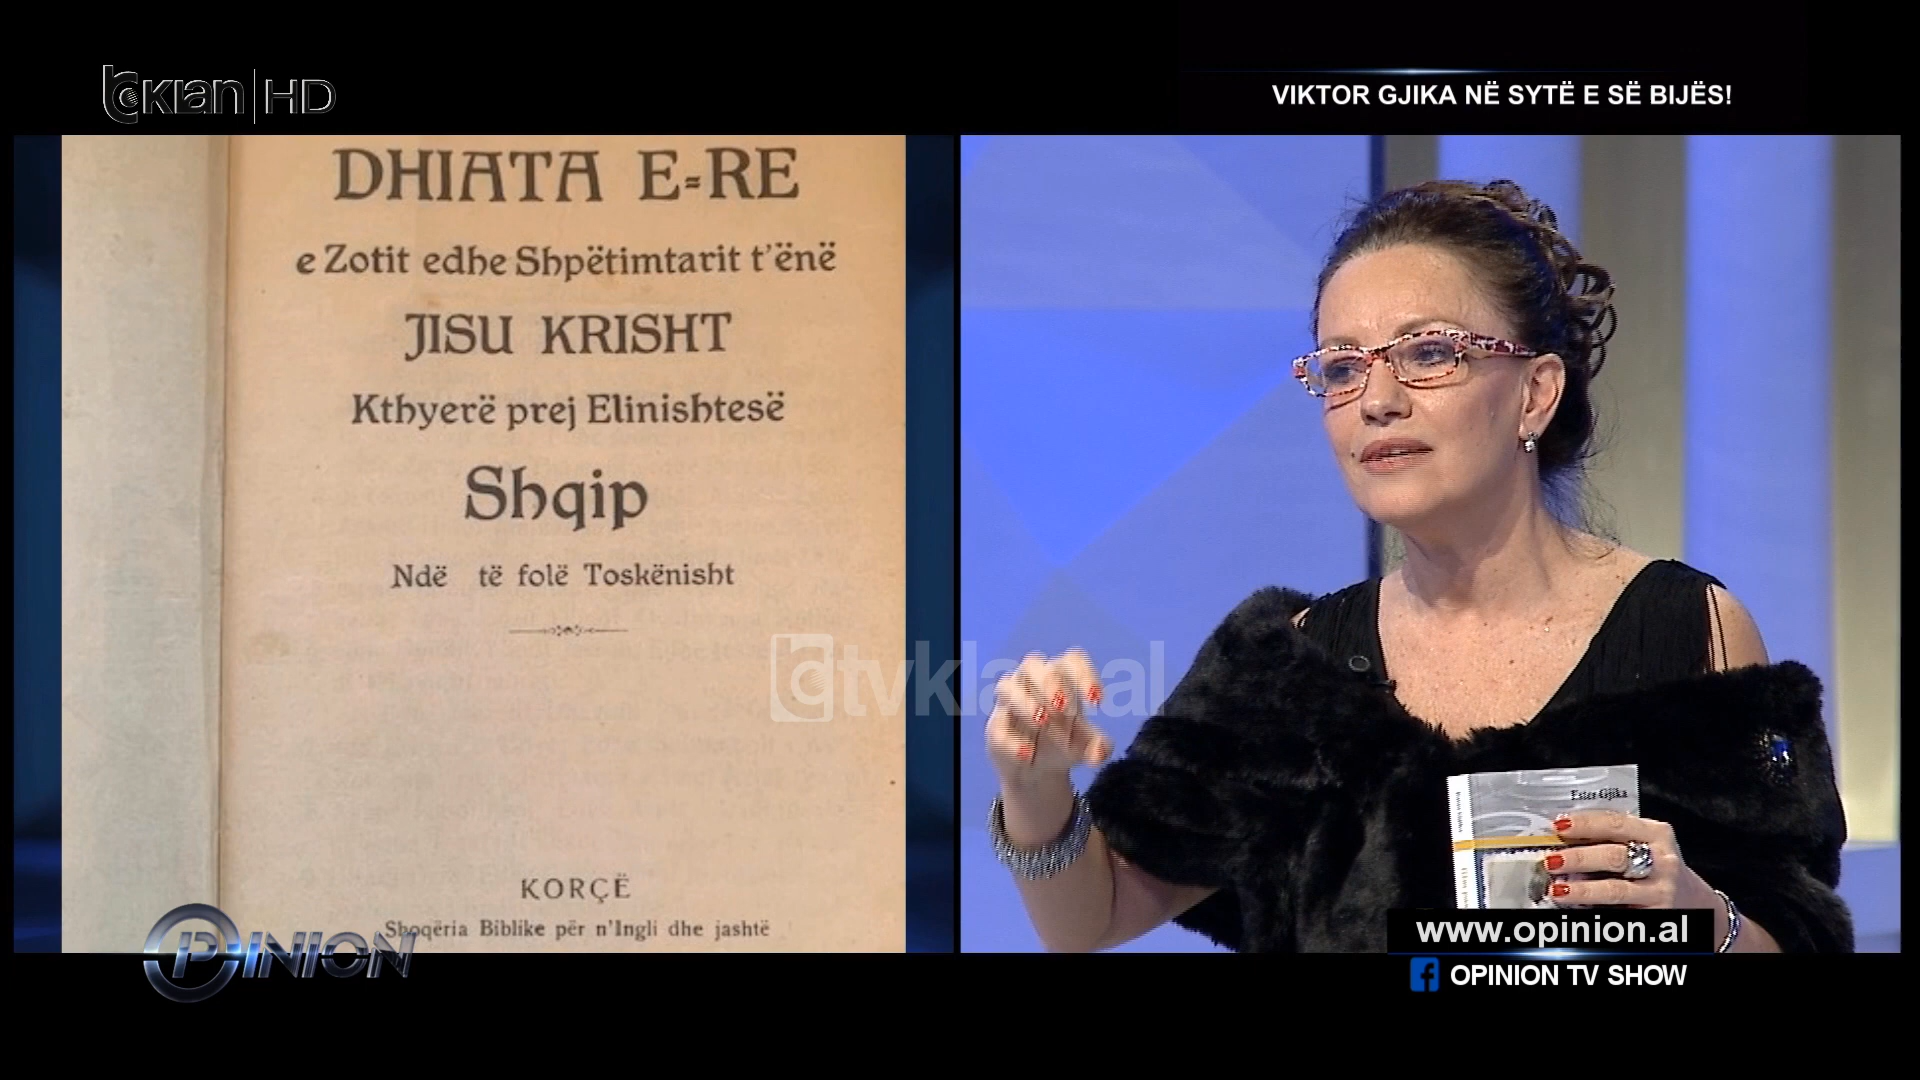 tvKlan HD
VIKTOR GJIKA NË SYTË E SË BIJËS!
DHIATA E-RE
e Zotit edhe Shpëtimtarit t'ënë
JISU KRISHT
Kthyerë prej Elinishtesë
Shqip
Ndë të folë Toskënisht
KORÇË
Shoqëria Biblike për n'Ingli dhe jashtë
OPINION
tvklan.al
Ester Gjika
www.opinion.al
OPINION TV SHOW